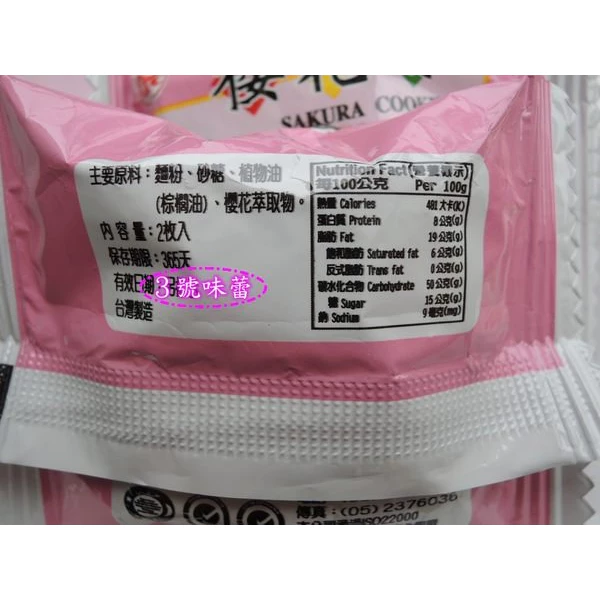 櫻花
SAKURA COOK
主要原料：麵粉、砂糖、植物油
(棕櫚油)、櫻花萃取物。
內容量：2枚入
保存期限：365天
有效日期
3號味蕾
台灣製造
Nutrition Fact(營養標示)
每100公克 Per 100g
熱量 Calories 481大卡(K)
蛋白質 Protein 8公克(g)
脂肪 Fat 19公克(g)
飽和脂肪 Saturated fat 6公克(g)
反式脂肪 Trans fat 0公克(g)
碳水化合物 Carbohydrate 50公克(g)
糖 Sugar 15公克(g)
鈉 Sodium 9毫克(mg)
傳真：(05)2376036
ISO22000